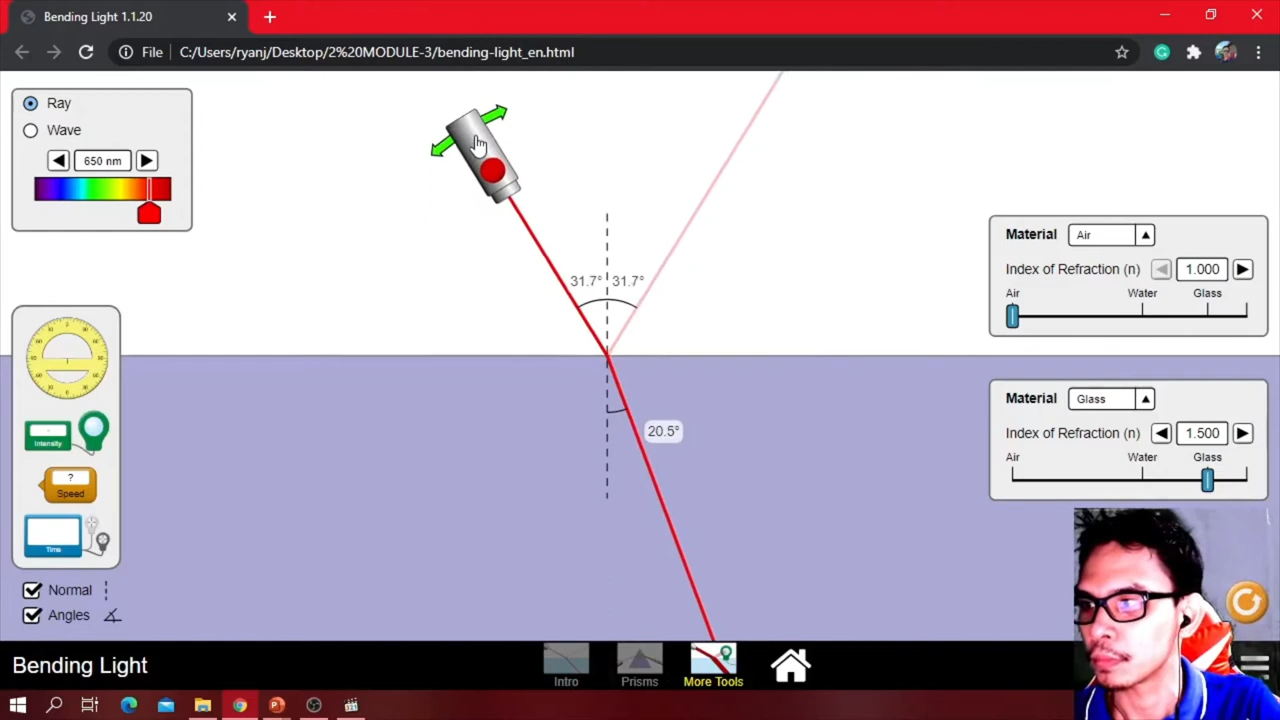 Bending Light 1.1.20
File C:/Users/ryanj/Desktop/2%20MODULE-3/bending-light_en.html
Ray
Wave
650 nm
31.7° 31.7°
20.5°
Material Air
Index of Refraction (n) 1.000
Air Water Glass
Material Glass
Index of Refraction (n) 1.500
Air Water Glass
Intensity
?
Speed
Time
Normal
Angles
Bending Light
Intro
Prisms
More Tools